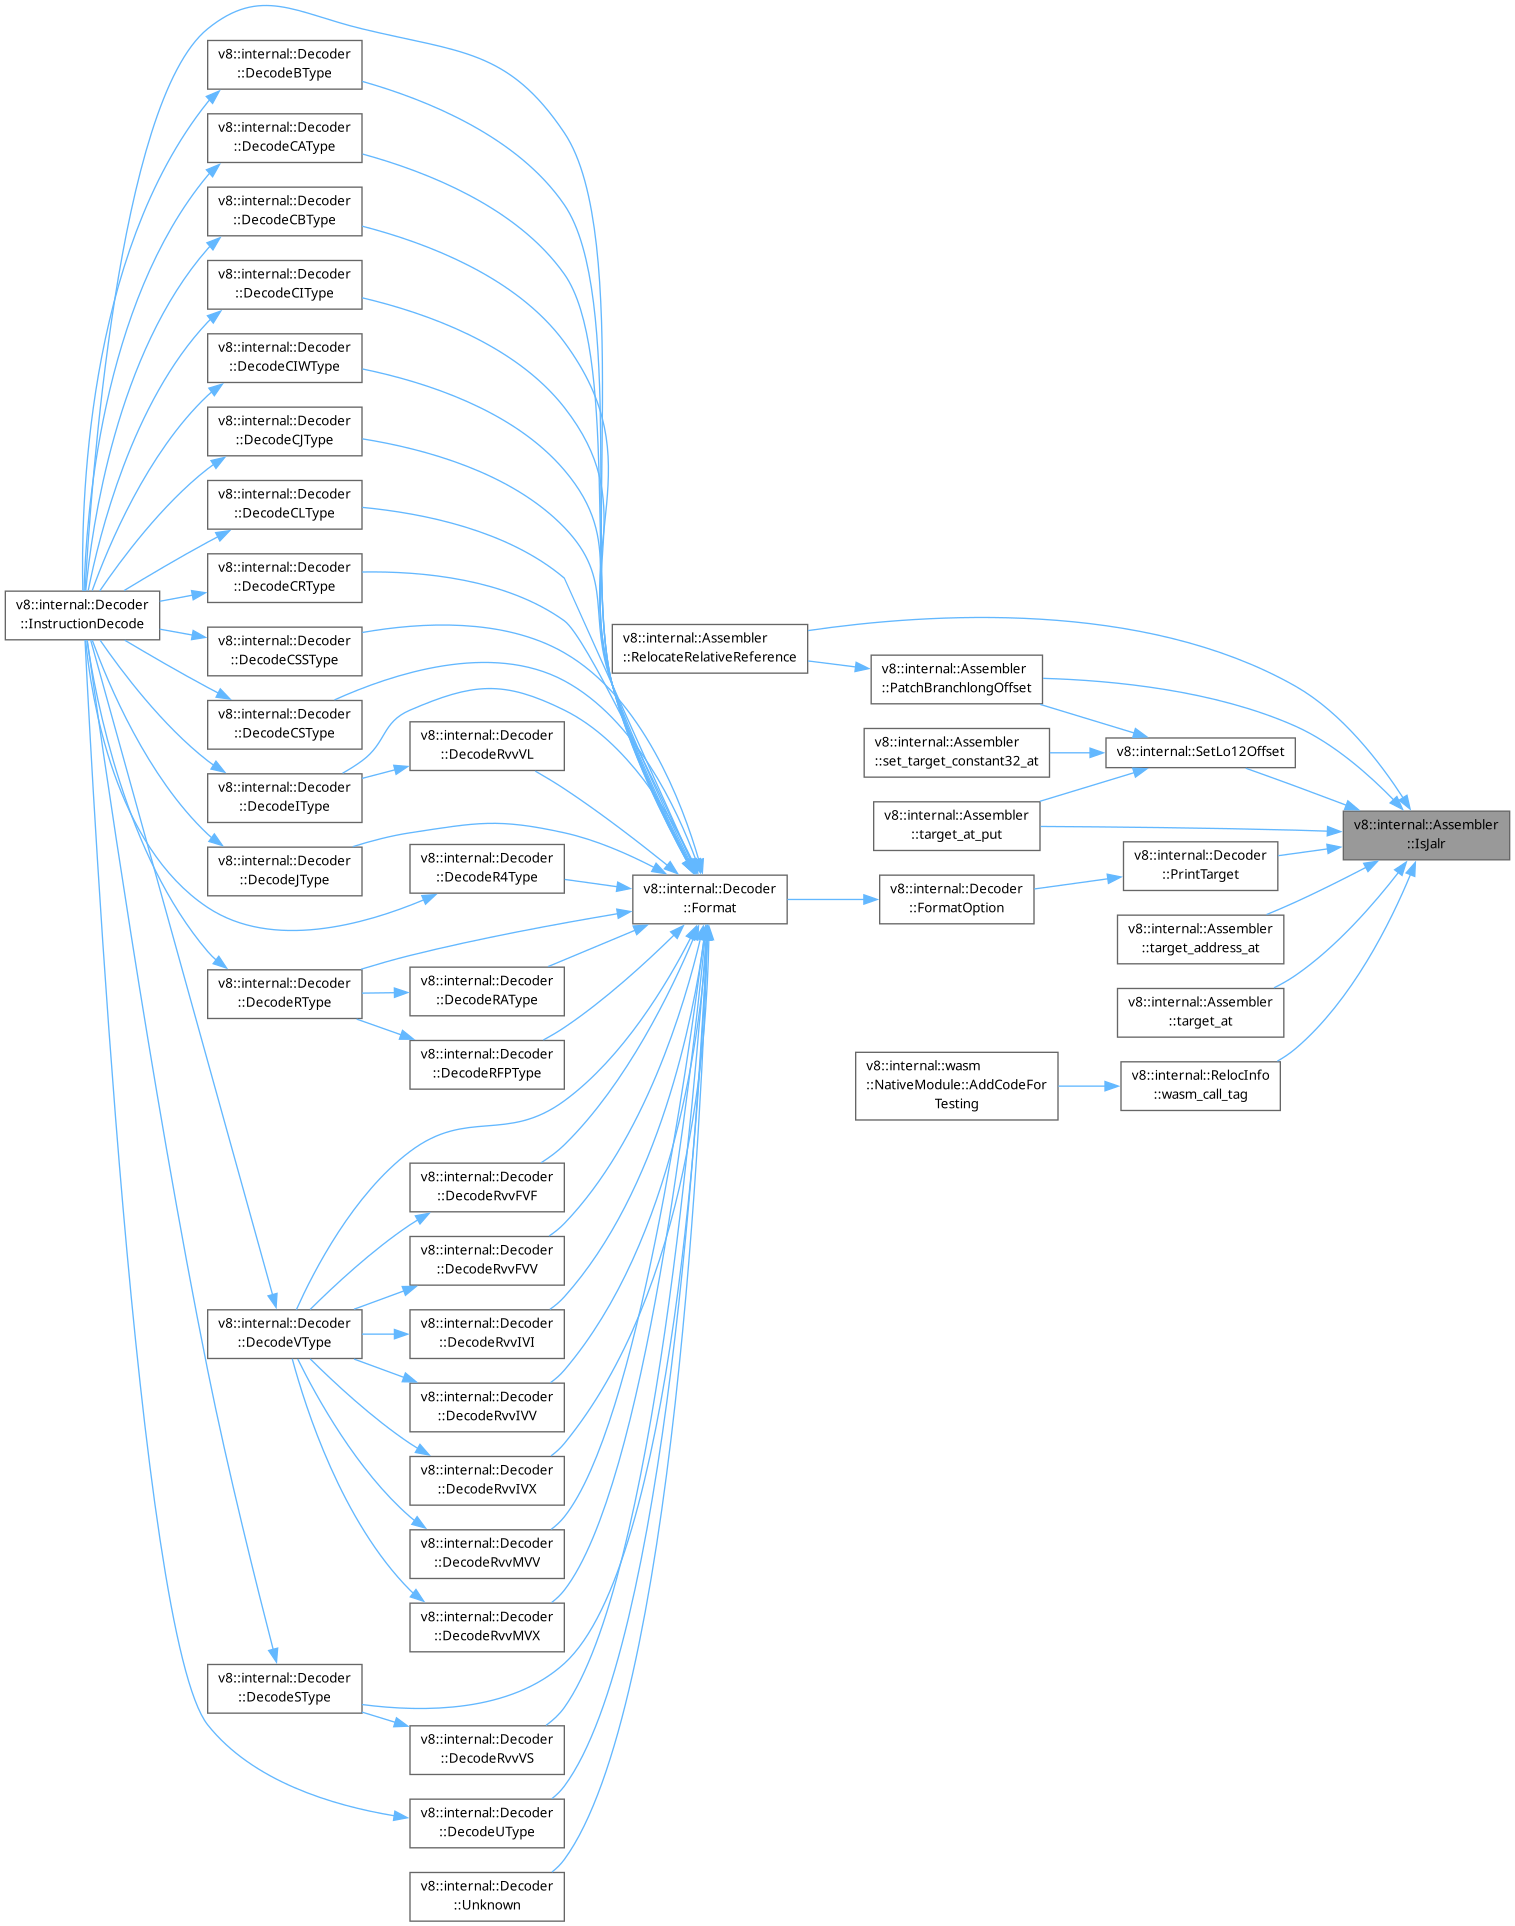 v8::internal::Decoder
::DecodeBType
v8::internal::Decoder
::DecodeCAType
v8::internal::Decoder
::DecodeCBType
v8::internal::Decoder
::DecodeCIType
v8::internal::Decoder
::DecodeCIWType
v8::internal::Decoder
::DecodeCJType
v8::internal::Decoder
::DecodeCLType
v8::internal::Decoder
::DecodeCRType
v8::internal::Decoder
::InstructionDecode
v8::internal::Decoder
::DecodeCSSType
v8::internal::Decoder
::DecodeCSType
v8::internal::Decoder
::DecodeIType
v8::internal::Decoder
::DecodeJType
v8::internal::Decoder
::DecodeRType
v8::internal::Decoder
::DecodeVType
v8::internal::Decoder
::DecodeSType
v8::internal::Decoder
::DecodeRvvVL
v8::internal::Decoder
::DecodeR4Type
v8::internal::Decoder
::DecodeRAType
v8::internal::Decoder
::DecodeRFPType
v8::internal::Decoder
::DecodeRvvFVF
v8::internal::Decoder
::DecodeRvvFVV
v8::internal::Decoder
::DecodeRvvIVI
v8::internal::Decoder
::DecodeRvvIVV
v8::internal::Decoder
::DecodeRvvIVX
v8::internal::Decoder
::DecodeRvvMVV
v8::internal::Decoder
::DecodeRvvMVX
v8::internal::Decoder
::DecodeRvvVS
v8::internal::Decoder
::DecodeUType
v8::internal::Decoder
::Unknown
v8::internal::Assembler
::RelocateRelativeReference
v8::internal::Decoder
::Format
v8::internal::Assembler
::PatchBranchlongOffset
v8::internal::Assembler
::set_target_constant32_at
v8::internal::Assembler
::target_at_put
v8::internal::Decoder
::FormatOption
v8::internal::wasm
::NativeModule::AddCodeFor
Testing
v8::internal::SetLo12Offset
v8::internal::Decoder
::PrintTarget
v8::internal::Assembler
::target_address_at
v8::internal::Assembler
::target_at
v8::internal::RelocInfo
::wasm_call_tag
v8::internal::Assembler
::IsJalr